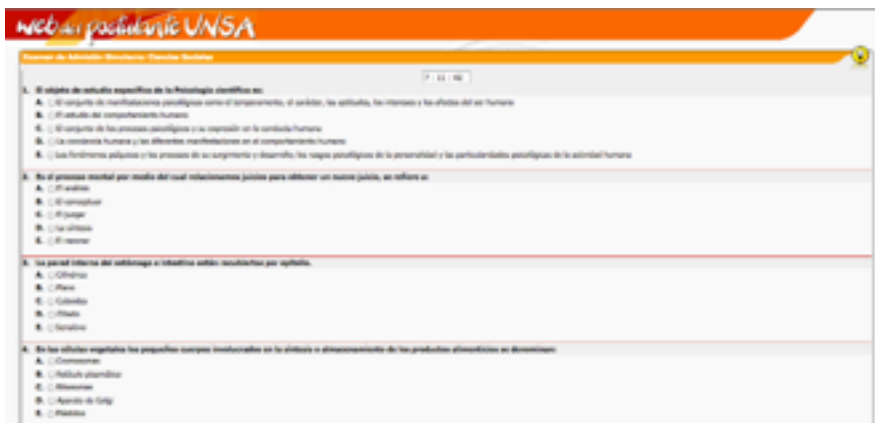 web del postulante UNSA
Examen de Admisión Simulacro: Ciencias Sociales
1. El objeto de estudio específico de la Psicología científica es:
A. El conjunto de manifestaciones psicológicas como el temperamento, el carácter, las aptitudes, los intereses y los afectos del ser humano
B. El estudio del comportamiento humano
C. El conjunto de los procesos psicológicos y su expresión en la conducta humana
D. La conciencia humana y las diferentes manifestaciones en el comportamiento humano
E. Los fenómenos psíquicos y los procesos de su surgimiento y desarrollo, los rasgos psicológicos de la personalidad y las particularidades psicológicas de la actividad humana
2. Es el proceso mental por medio del cual relacionamos juicios para obtener un nuevo juicio, se refiere a:
A. El análisis
B. El conceptuar
C. El juzgar
D. La síntesis
E. El razonar
3. La pared interna del estómago e intestino están recubiertos por epitelio.
A. Cilíndrico
B. Plano
C. Cuboideo
D. Ciliado
E. Sensitivo
4. En las células vegetales los pequeños cuerpos involucrados en la síntesis o almacenamiento de los productos alimenticios se denominan:
A. Cromosomas
B. Película plasmática
C. Ribosomas
D. Aparato de Golgi
E. Plástidos